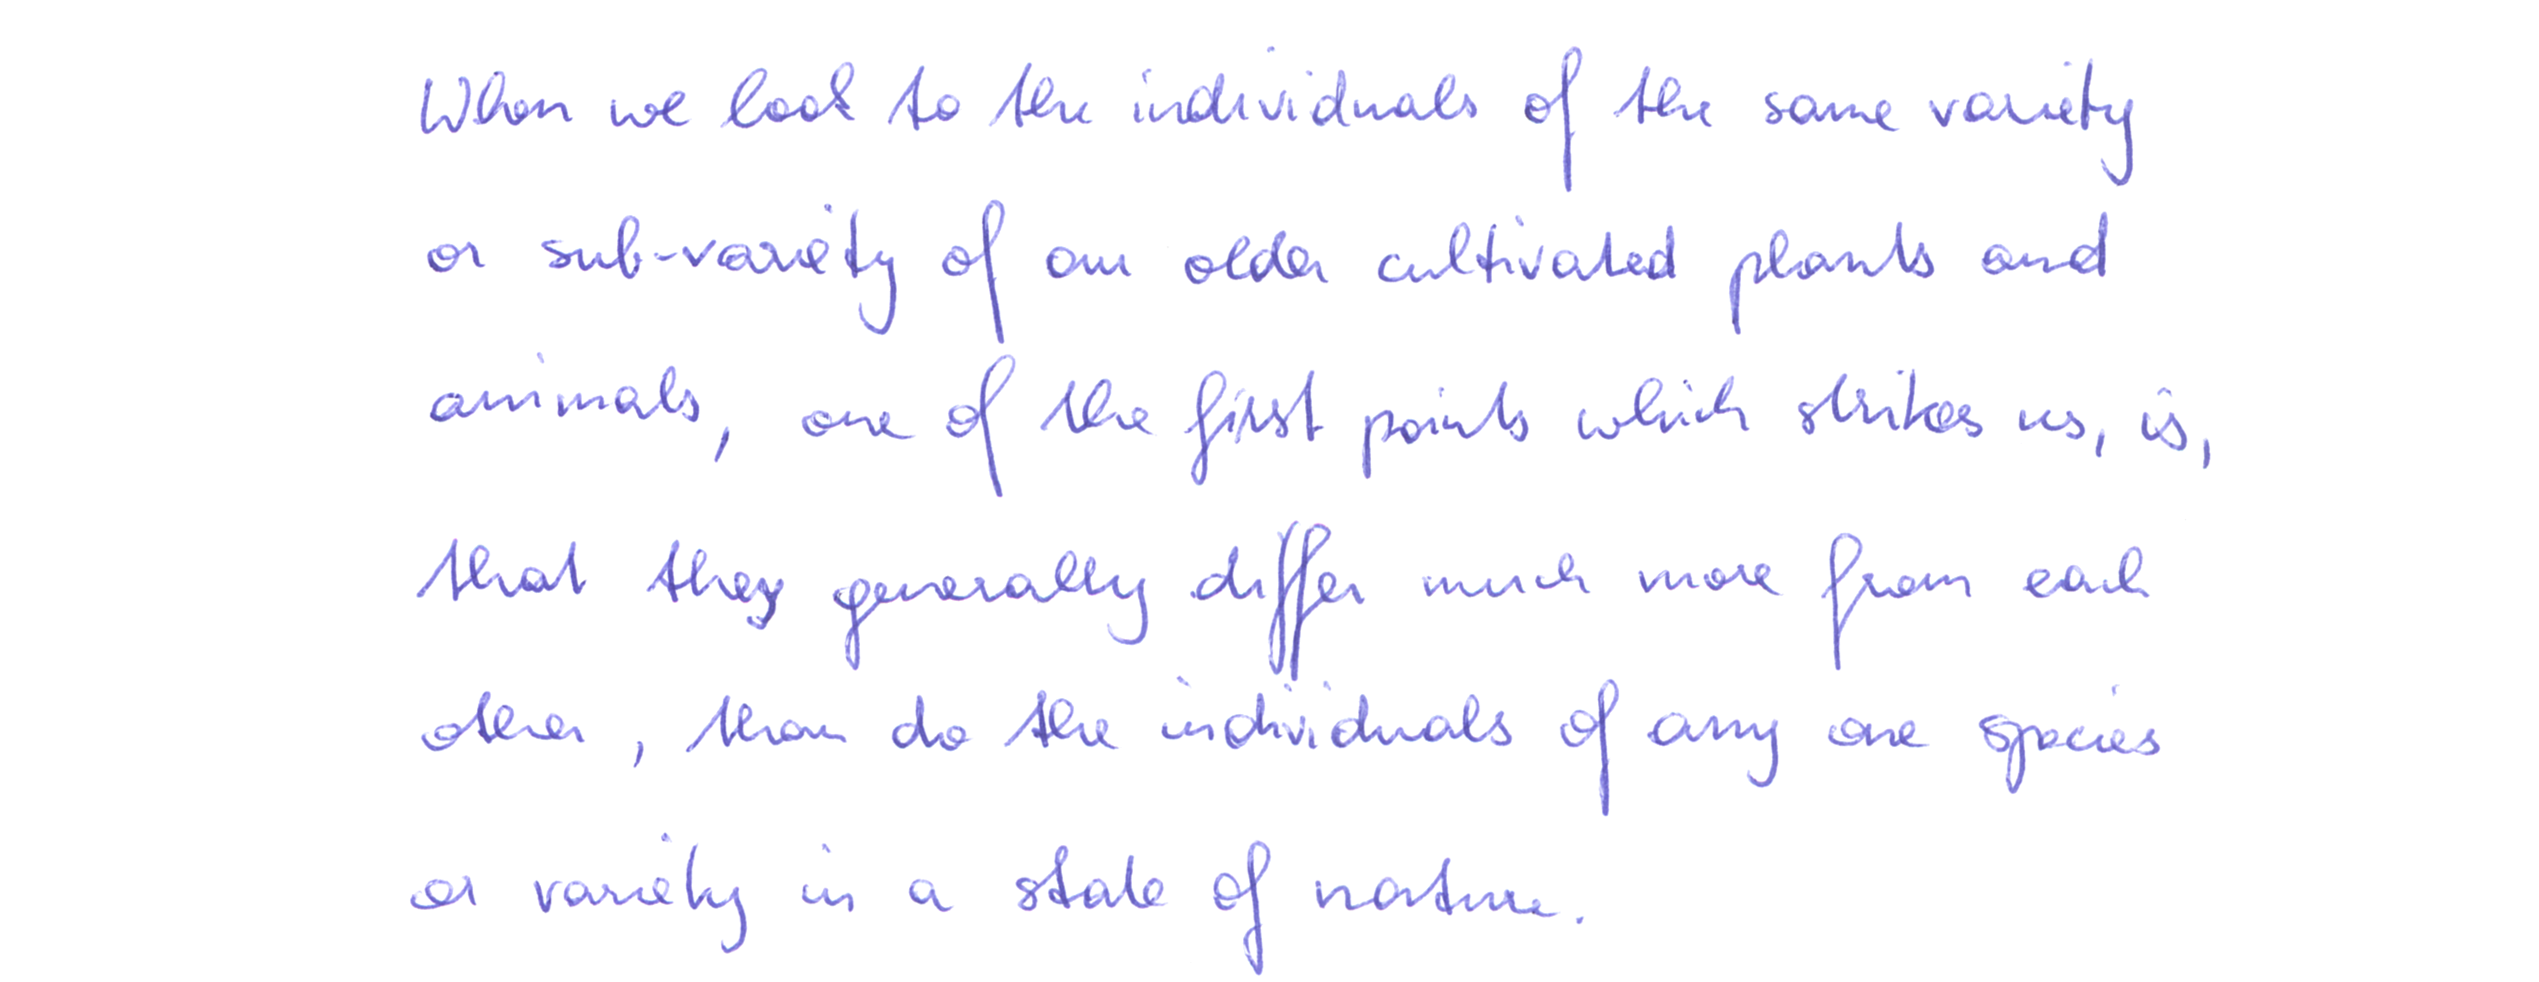 When we look to the individuals of the same variety
or sub-variety of our older cultivated plants and
animals, one of the first points which strikes us, is,
that they generally differ much more from each
other, than do the individuals of any one species
or variety in a state of nature.